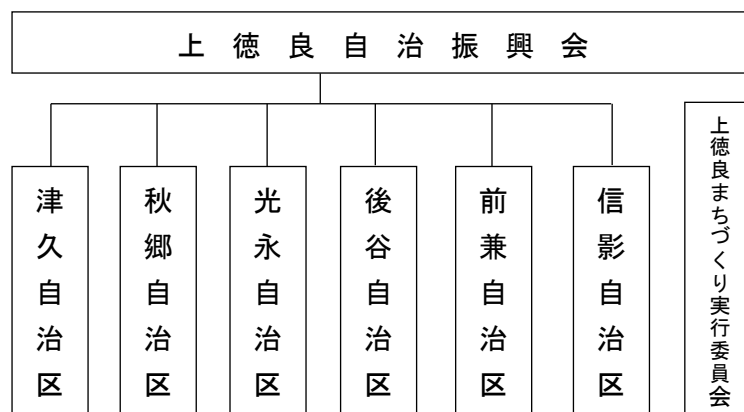 上徳良自治振興会
津久自治区
秋郷自治区
光永自治区
後谷自治区
前兼自治区
信影自治区
上徳良まちづくり実行委員会